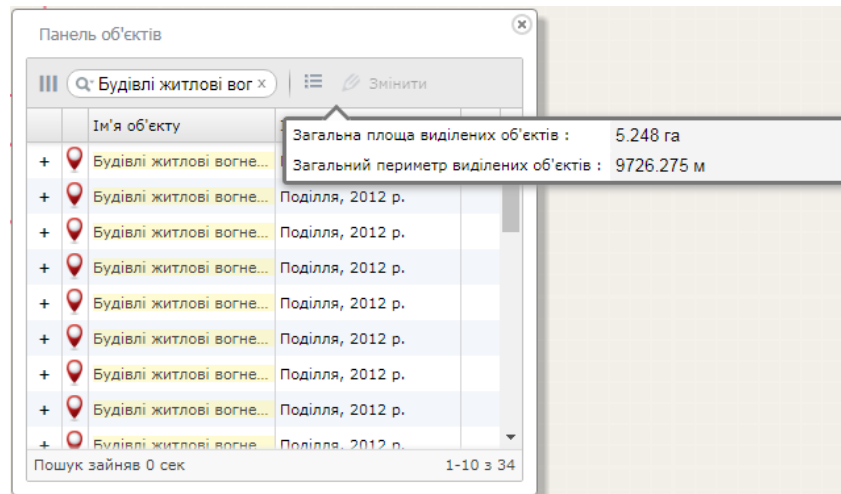 Панель об'єктів
Будівлі житлові вог ×
Змінити
Ім'я об'єкту
Загальна площа виділених об'єктів : 5.248 га
Загальний периметр виділених об'єктів : 9726.275 м
+ Будівлі житлові вогне...
+ Будівлі житлові вогне... Поділля, 2012 р.
+ Будівлі житлові вогне... Поділля, 2012 р.
+ Будівлі житлові вогне... Поділля, 2012 р.
+ Будівлі житлові вогне... Поділля, 2012 р.
+ Будівлі житлові вогне... Поділля, 2012 р.
+ Будівлі житлові вогне... Поділля, 2012 р.
+ Будівлі житлові вогне... Поділля, 2012 р.
+ Будівлі житлові вогне... Поділля, 2012 р.
Пошук зайняв 0 сек 1-10 з 34